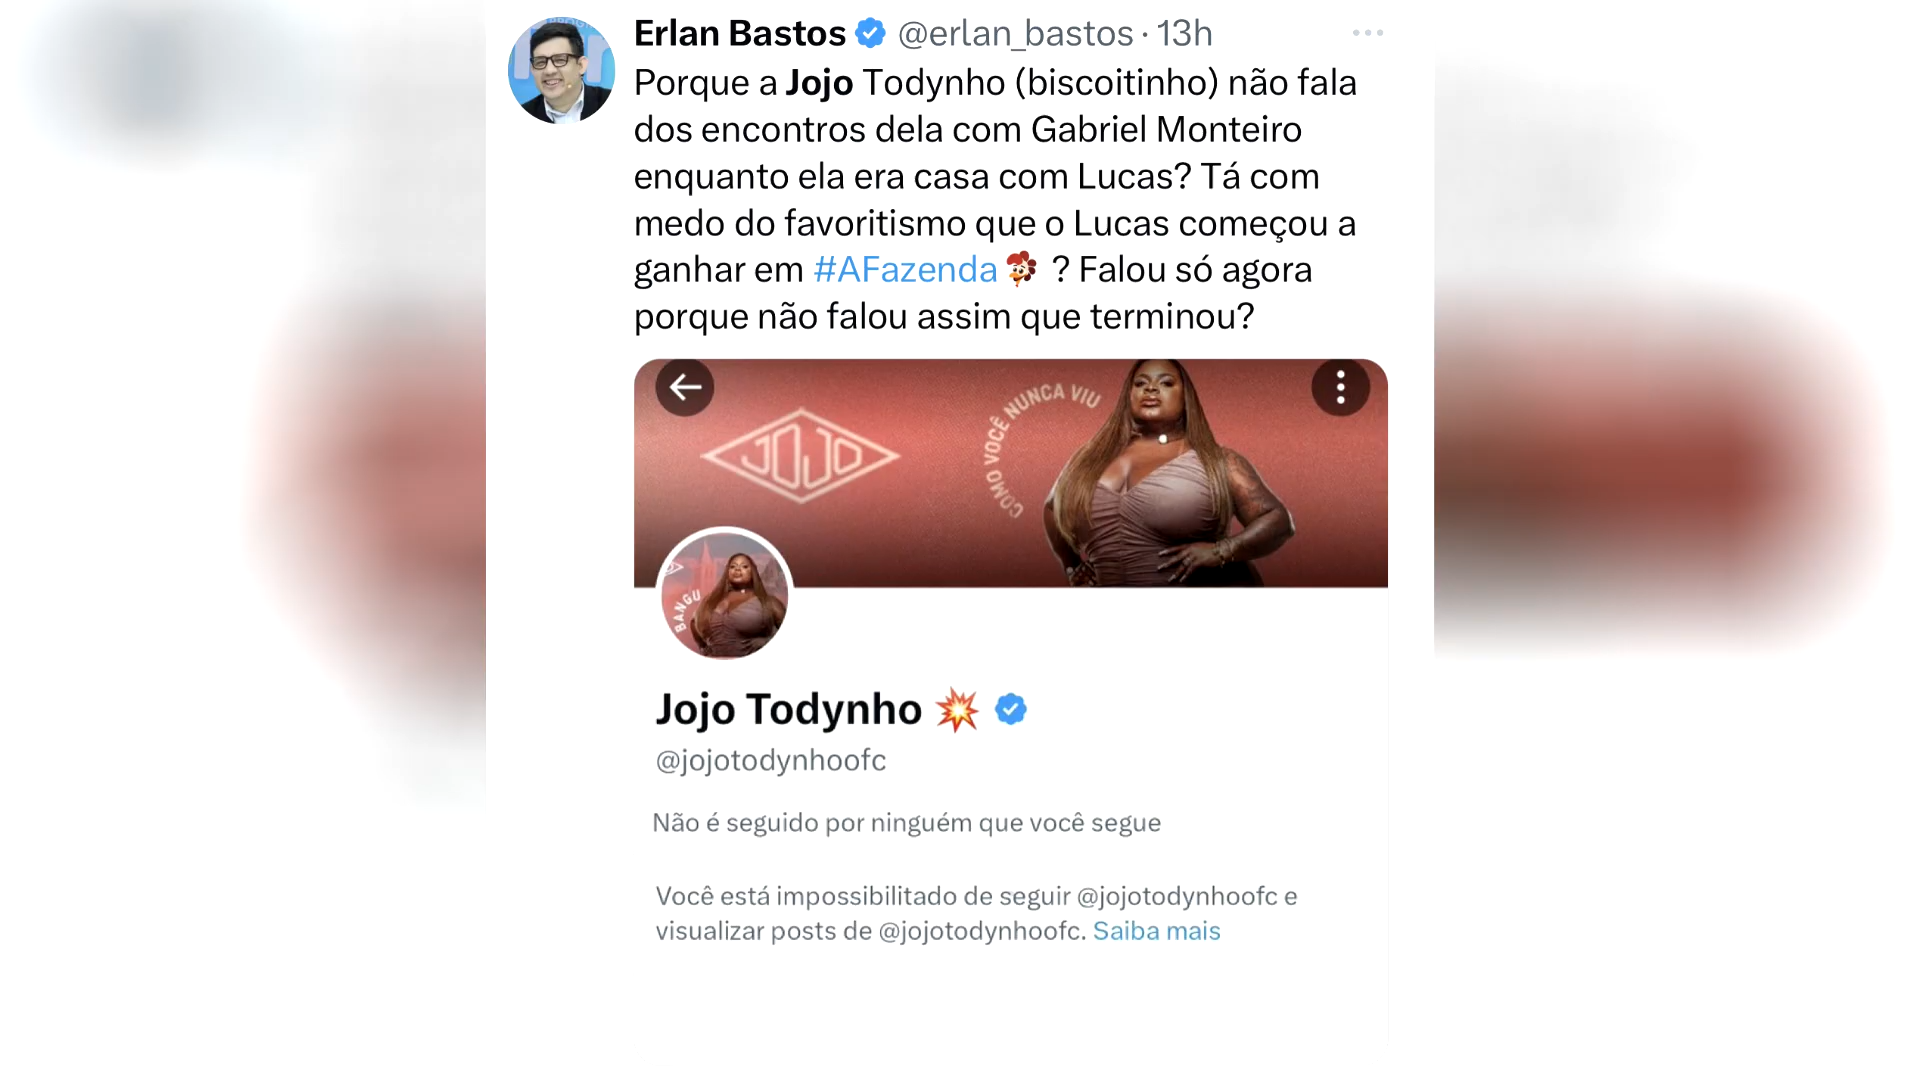 Erlan Bastos @erlan_bastos · 13h
Porque a Jojo Todynho (biscoitinho) não fala
dos encontros dela com Gabriel Monteiro
enquanto ela era casa com Lucas? Tá com
medo do favoritismo que o Lucas começou a
ganhar em #AFazenda🐔 ? Falou só agora
porque não falou assim que terminou?
JOJO
COMO VOCÊ NUNCA VIU
BANGU
Jojo Todynho 💥
@jojotodynhoofc
Não é seguido por ninguém que você segue
Você está impossibilitado de seguir @jojotodynhoofc e
visualizar posts de @jojotodynhoofc. Saiba mais